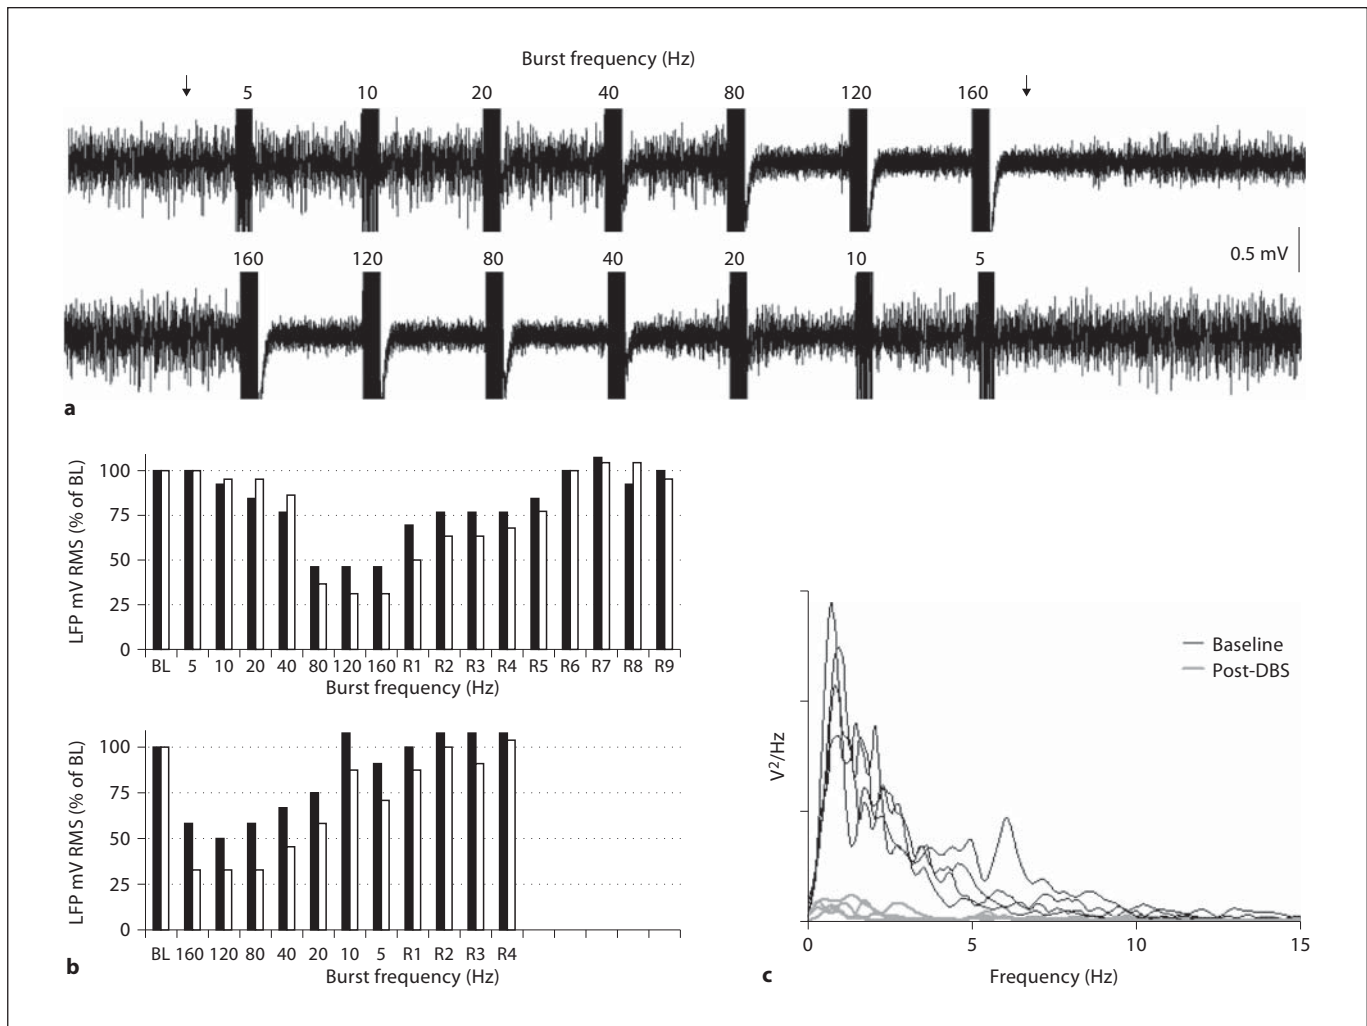 Burst frequency (Hz)
5 10 20 40 80 120 160
0.5 mV
160 120 80 40 20 10 5
a
LFP mV RMS (% of BL)
100
75
50
25
0
BL 5 10 20 40 80 120 160 R1 R2 R3 R4 R5 R6 R7 R8 R9
Burst frequency (Hz)
LFP mV RMS (% of BL)
100
75
50
25
0
BL 160 120 80 40 20 10 5 R1 R2 R3 R4
Burst frequency (Hz)
b
V²/Hz
Baseline
Post-DBS
0 5 10 15
Frequency (Hz)
c